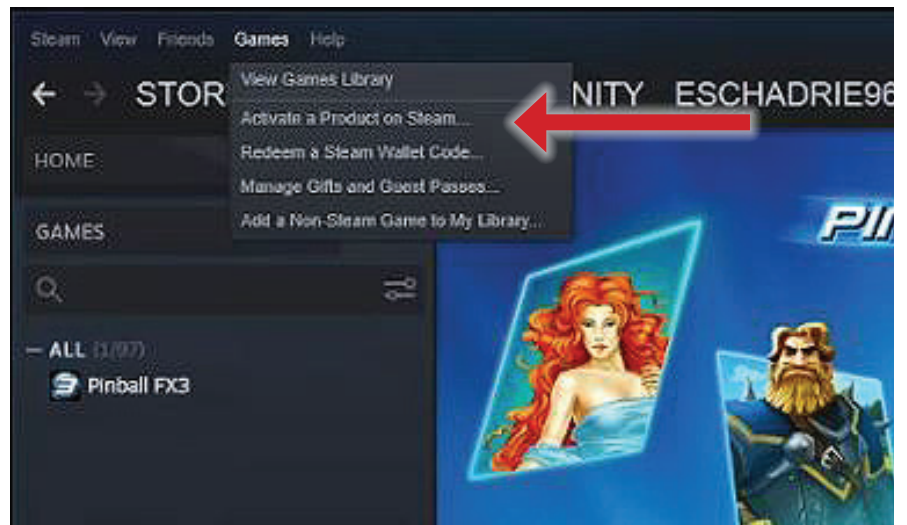 Steam View Friends Games Help
STOR NITY ESCHADRIE96
View Games Library
Activate a Product on Steam...
Redeem a Steam Wallet Code...
Manage Gifts and Guest Passes...
Add a Non-Steam Game to My Library...
HOME
GAMES
PIN
— ALL (1/97)
Pinball FX3